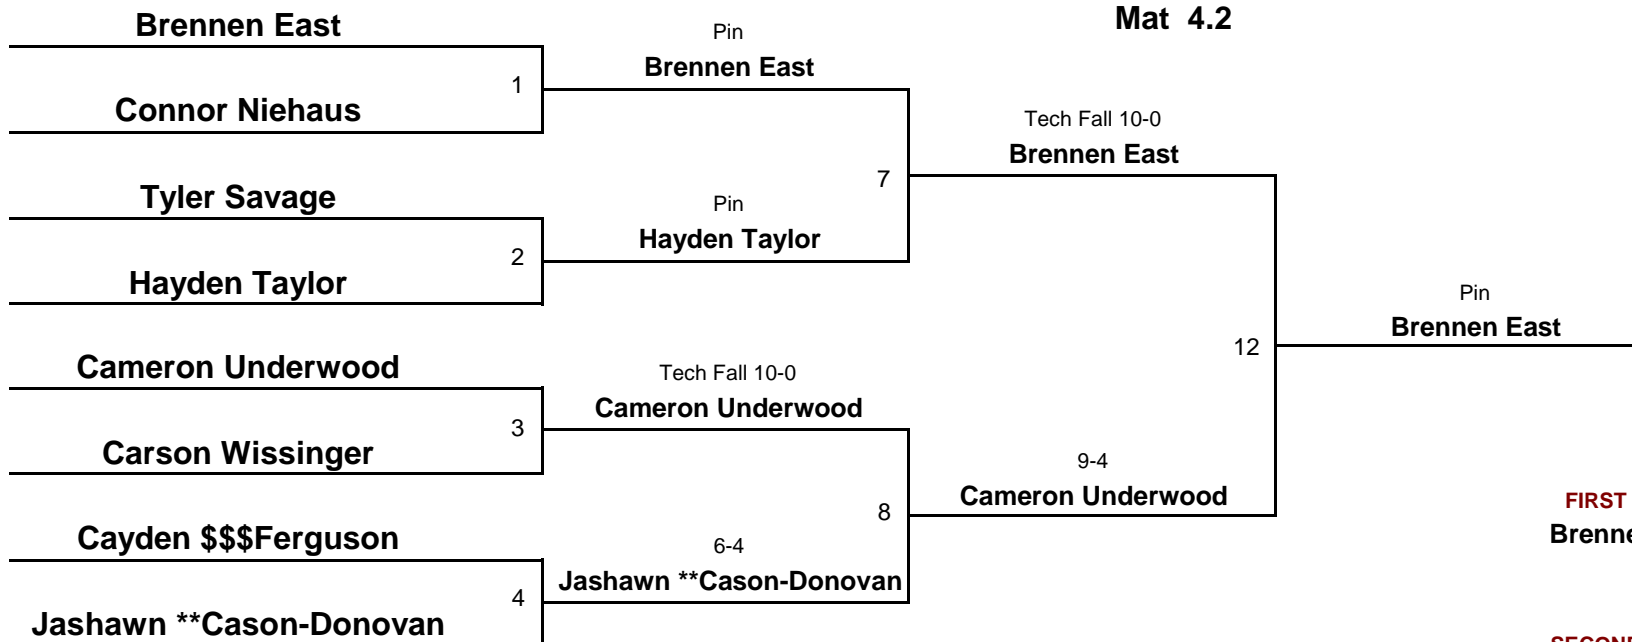 Mat 4.2
Brennen East
Connor Niehaus
Tyler Savage
Hayden Taylor
Cameron Underwood
Carson Wissinger
Cayden $$$Ferguson
Jashawn **Cason-Donovan
1
2
3
4
Pin
Brennen East
Pin
Hayden Taylor
Tech Fall 10-0
Cameron Underwood
6-4
Jashawn **Cason-Donovan
7
8
Tech Fall 10-0
Brennen East
9-4
Cameron Underwood
12
Pin
Brennen East
FIRST
Brenne
SECOND